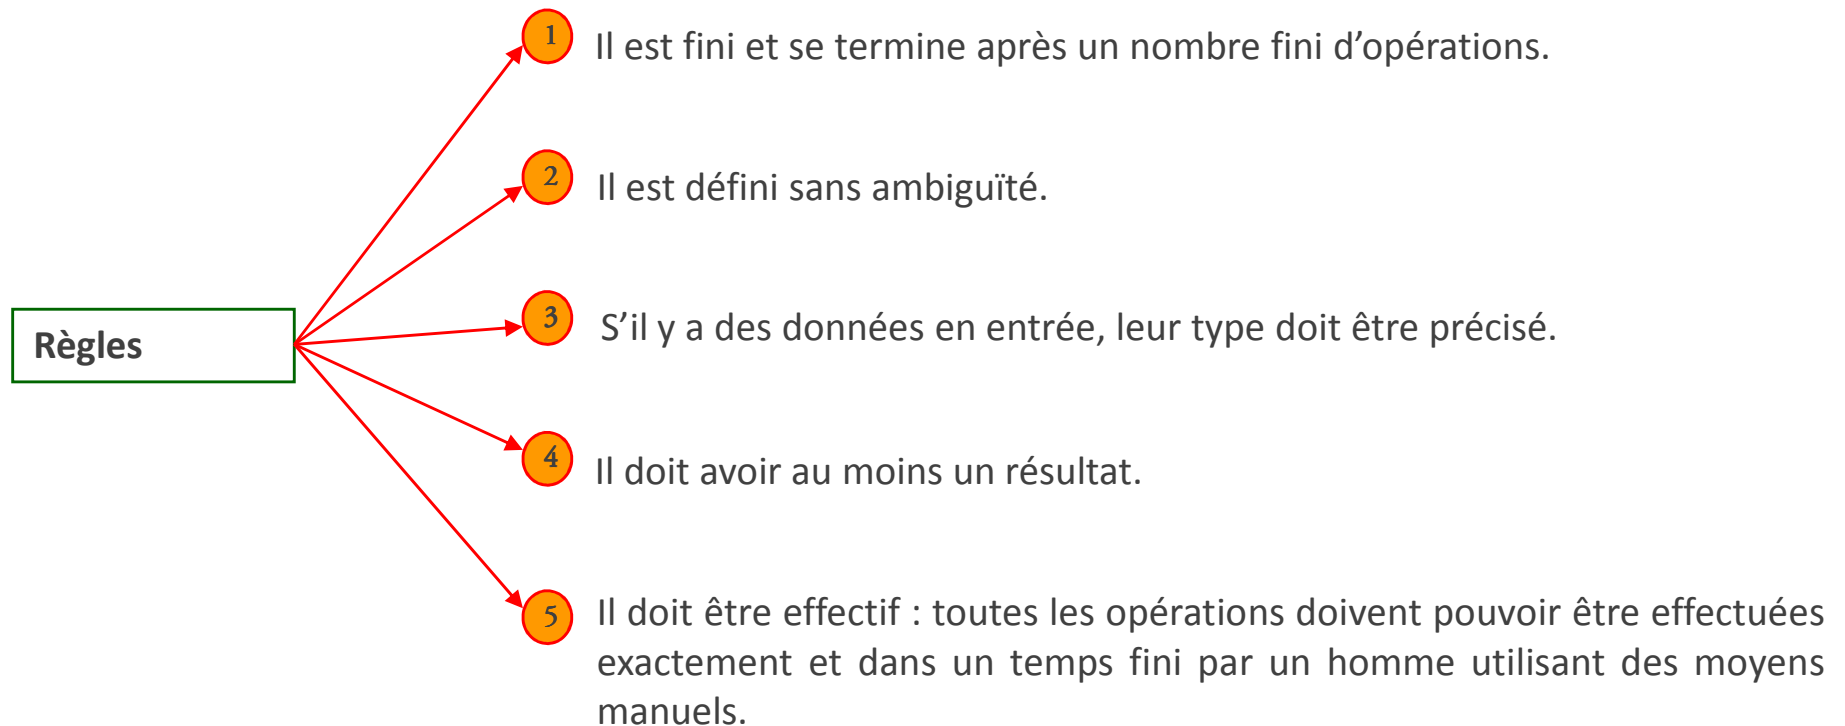 1 Il est fini et se termine après un nombre fini d’opérations.
2 Il est défini sans ambiguïté.
Règles
3 S’il y a des données en entrée, leur type doit être précisé.
4 Il doit avoir au moins un résultat.
5 Il doit être effectif : toutes les opérations doivent pouvoir être effectuées
exactement et dans un temps fini par un homme utilisant des moyens
manuels.